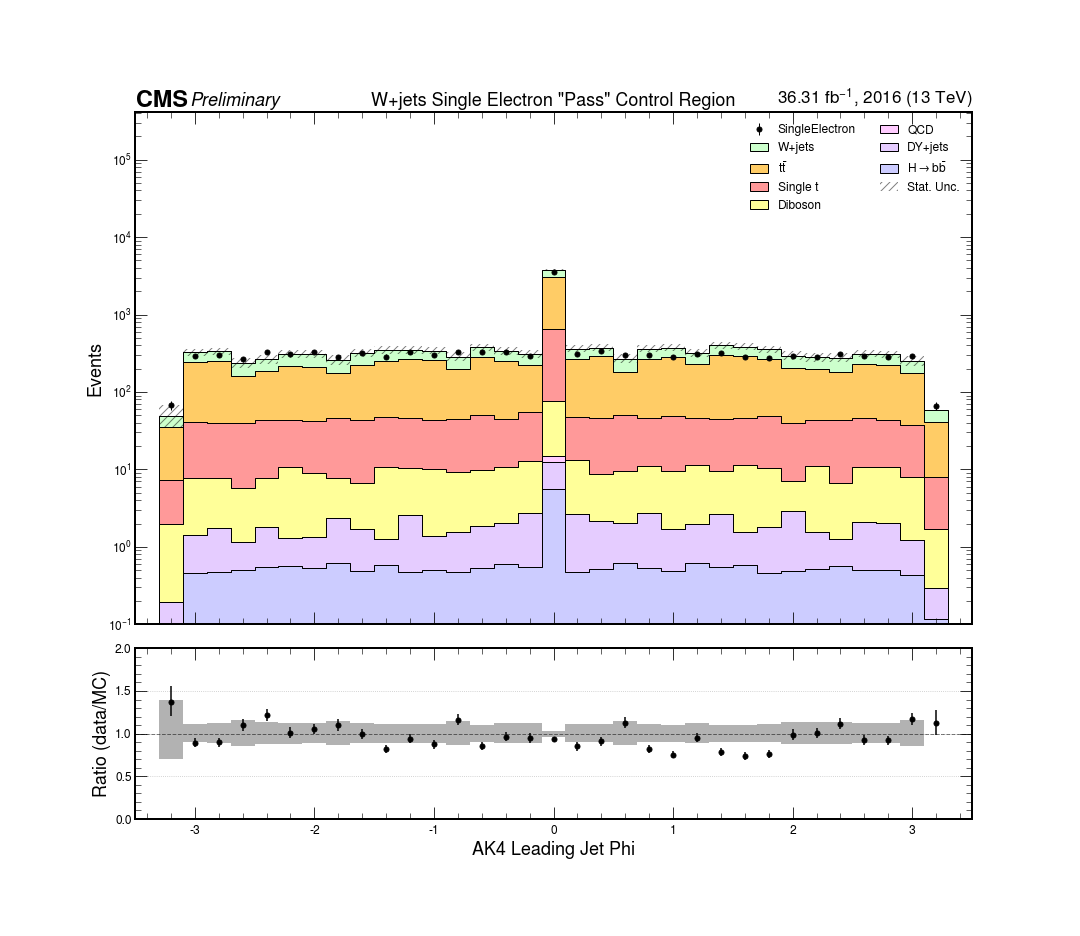 CMS Preliminary W+jets Single Electron "Pass" Control Region 36.31 fb⁻¹, 2016 (13 TeV)
SingleElectron QCD
W+jets DY+jets
tt̄ H→bb̄
Single t Stat. Unc.
Diboson
Events
10⁵
10⁴
10³
10²
10¹
10⁰
10⁻¹
Ratio (data/MC)
2.0
1.5
1.0
0.5
0.0
-3 -2 -1 0 1 2 3
AK4 Leading Jet Phi